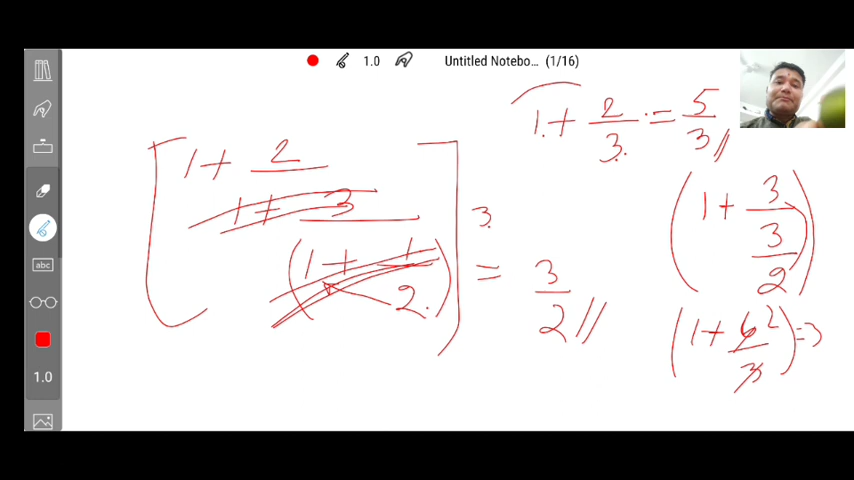 1.0 Untitled Notebo... (1/16)
1 + 2/3 = 5/3 //
[1 + 2
1 + 3
(1 + 1/2)] 3
= 3/2 //
(1 + 3/3/2)
(1 + 6 2/3) = 3
abc
1.0